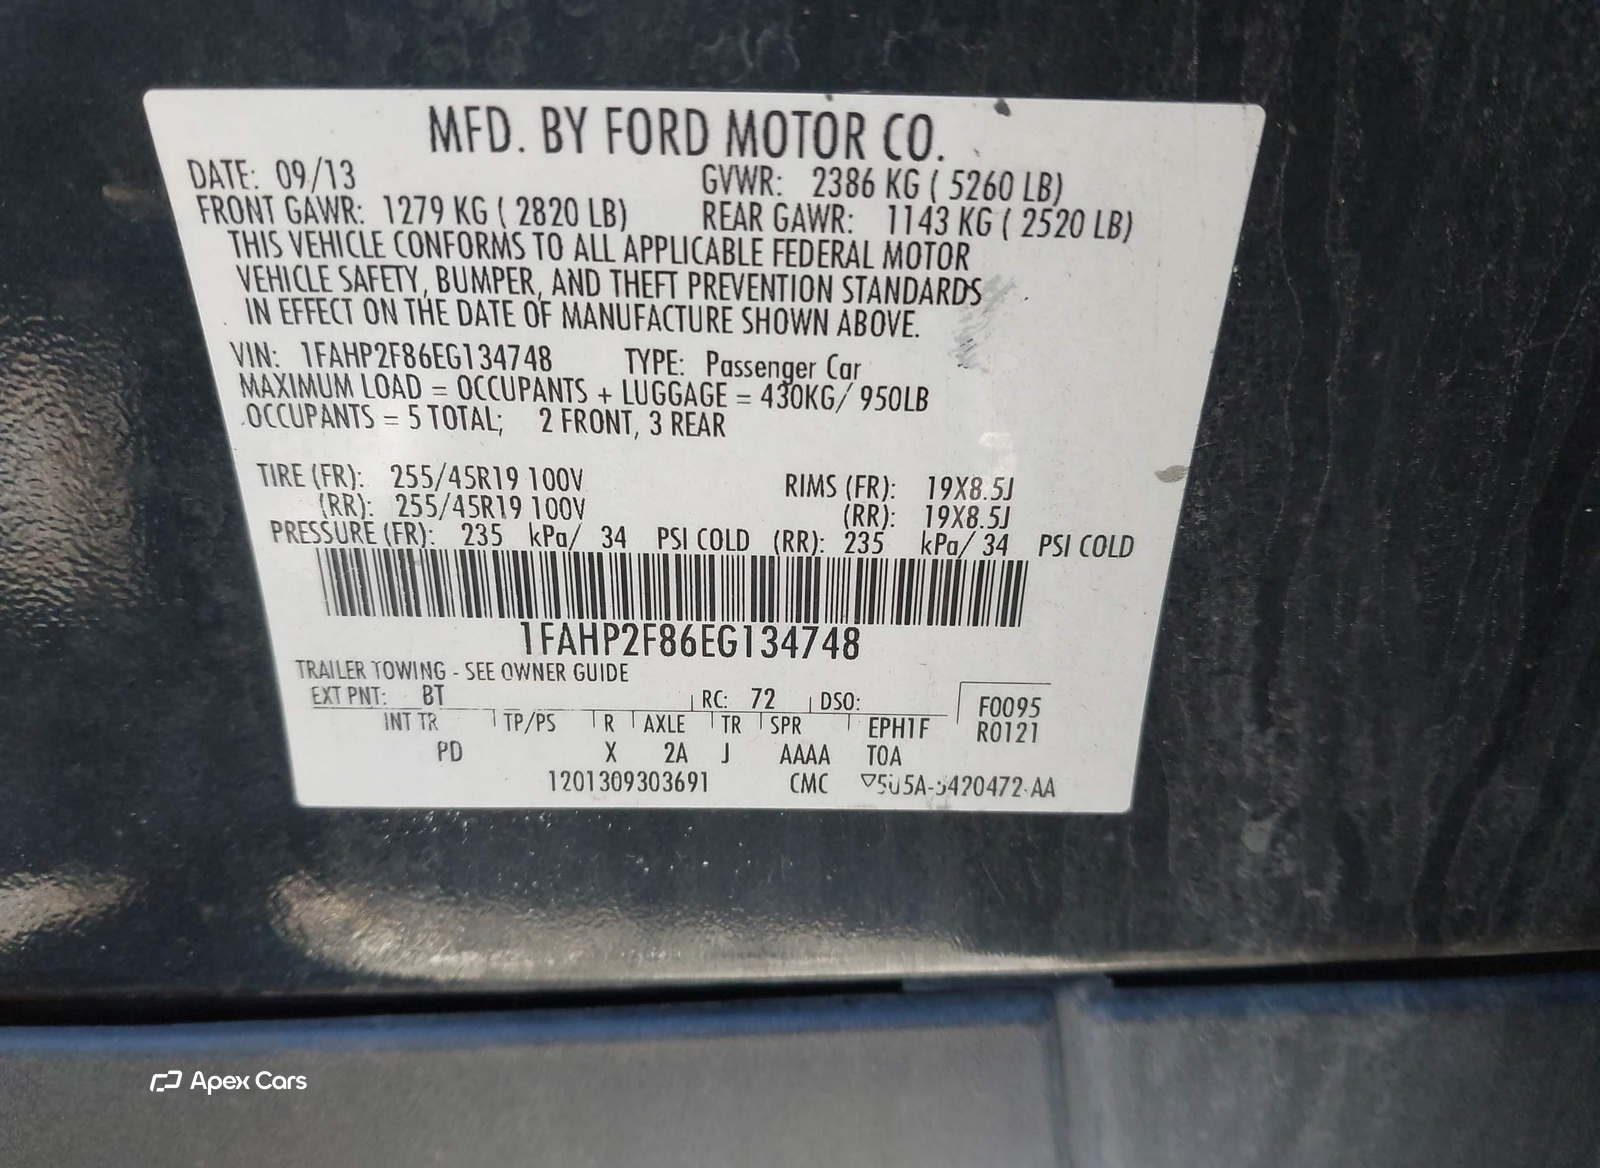 MFD. BY FORD MOTOR CO.
DATE: 09/13 GVWR: 2386 KG ( 5260 LB)
FRONT GAWR: 1279 KG ( 2820 LB) REAR GAWR: 1143 KG ( 2520 LB)
THIS VEHICLE CONFORMS TO ALL APPLICABLE FEDERAL MOTOR
VEHICLE SAFETY, BUMPER, AND THEFT PREVENTION STANDARDS
IN EFFECT ON THE DATE OF MANUFACTURE SHOWN ABOVE.
VIN: 1FAHP2F86EG134748 TYPE: Passenger Car
MAXIMUM LOAD = OCCUPANTS + LUGGAGE = 430KG/ 950LB
OCCUPANTS = 5 TOTAL; 2 FRONT, 3 REAR
TIRE (FR): 255/45R19 100V RIMS (FR): 19X8.5J
(RR): 255/45R19 100V (RR): 19X8.5J
PRESSURE (FR): 235 kPa/ 34 PSI COLD (RR): 235 kPa/ 34 PSI COLD
1FAHP2F86EG134748
TRAILER TOWING - SEE OWNER GUIDE
EXT PNT: BT RC: 72 DSO: F0095
INT TR TP/PS R AXLE TR SPR EPH1F R0121
PD X 2A J AAAA TOA
1201309303691 CMC
Apex Cars